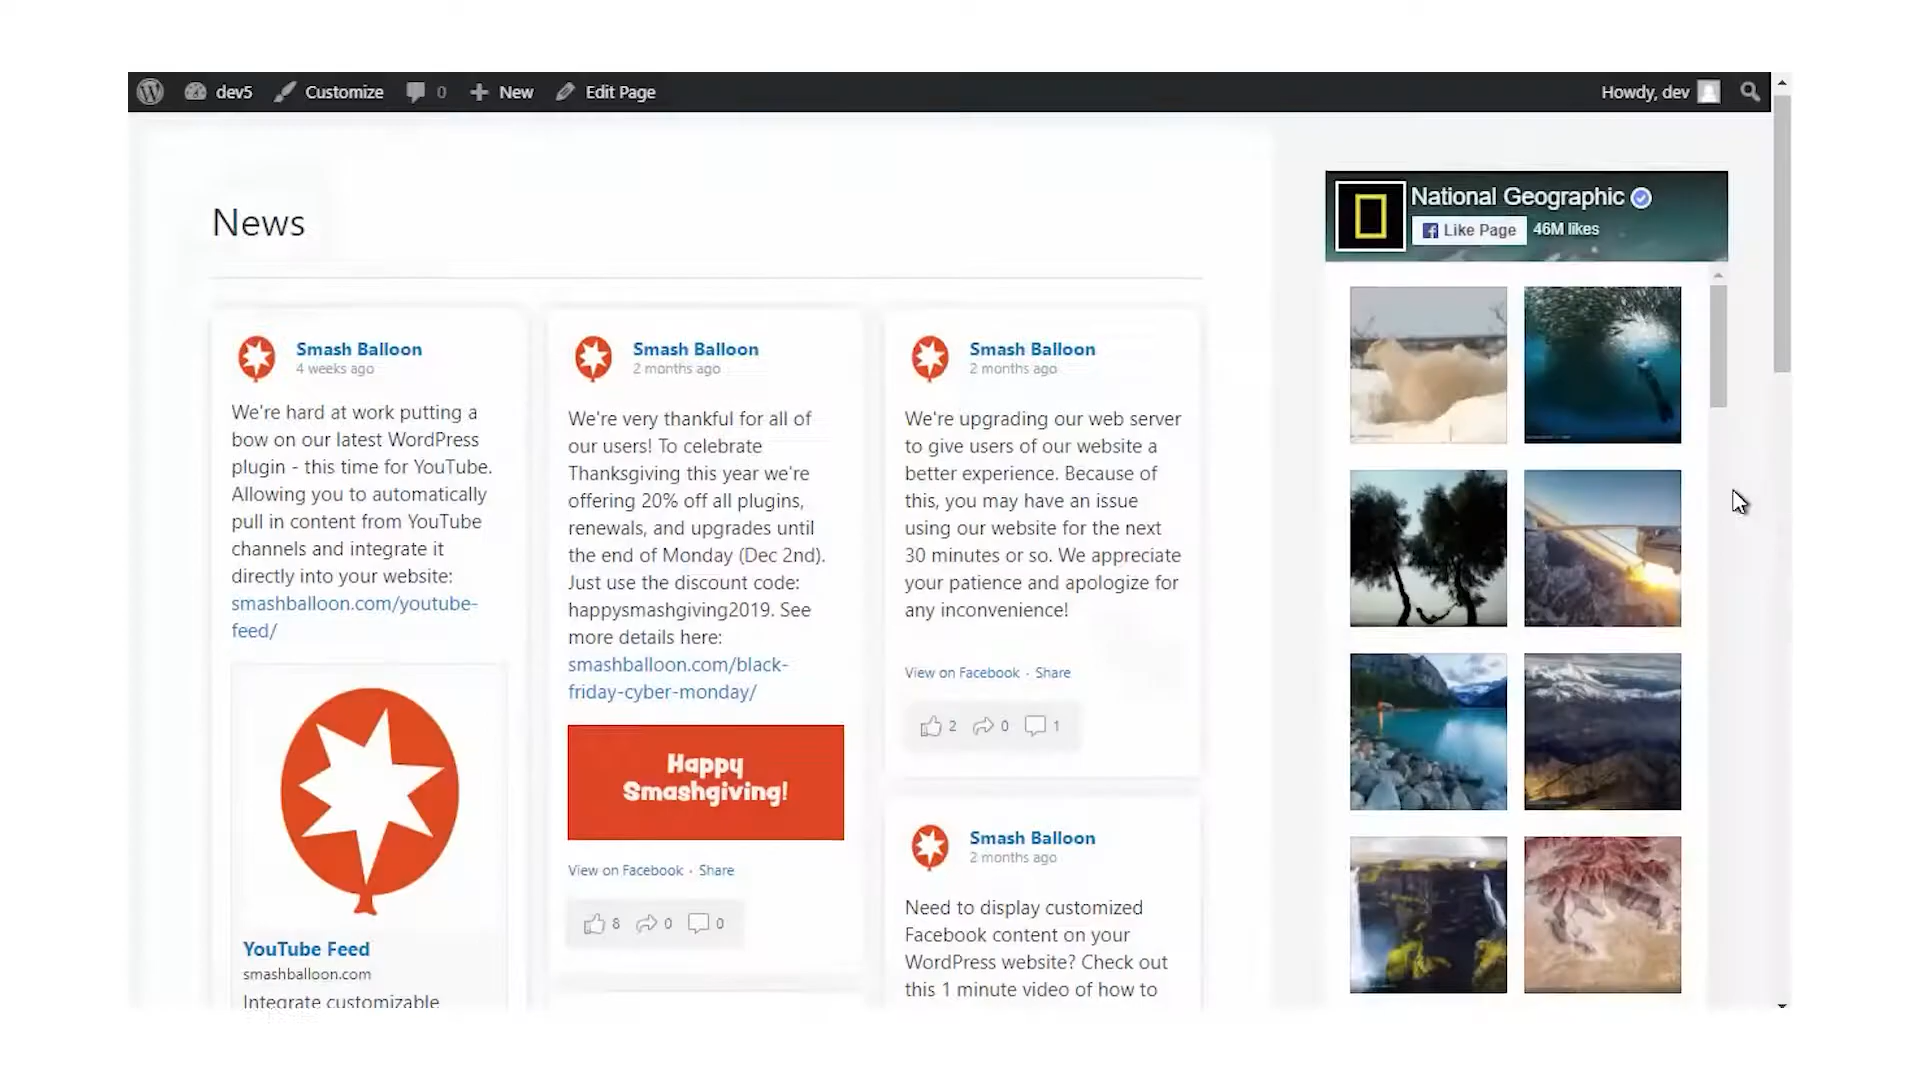 dev5 Customize 0 New Edit Page Howdy, dev
News
Smash Balloon
4 weeks ago
We're hard at work putting a
bow on our latest WordPress
plugin - this time for YouTube.
Allowing you to automatically
pull in content from YouTube
channels and integrate it
directly into your website:
smashballoon.com/youtube-
feed/
YouTube Feed
smashballoon.com
Integrate customizable
Smash Balloon
2 months ago
We're very thankful for all of
our users! To celebrate
Thanksgiving this year we're
offering 20% off all plugins,
renewals, and upgrades until
the end of Monday (Dec 2nd).
Just use the discount code:
happysmashgiving2019. See
more details here:
smashballoon.com/black-
friday-cyber-monday/
Happy
Smashgiving!
View on Facebook · Share
8 0 0
Smash Balloon
2 months ago
We're upgrading our web server
to give users of our website a
better experience. Because of
this, you may have an issue
using our website for the next
30 minutes or so. We appreciate
your patience and apologize for
any inconvenience!
View on Facebook · Share
2 0 1
Smash Balloon
2 months ago
Need to display customized
Facebook content on your
WordPress website? Check out
this 1 minute video of how to
National Geographic
Like Page 46M likes